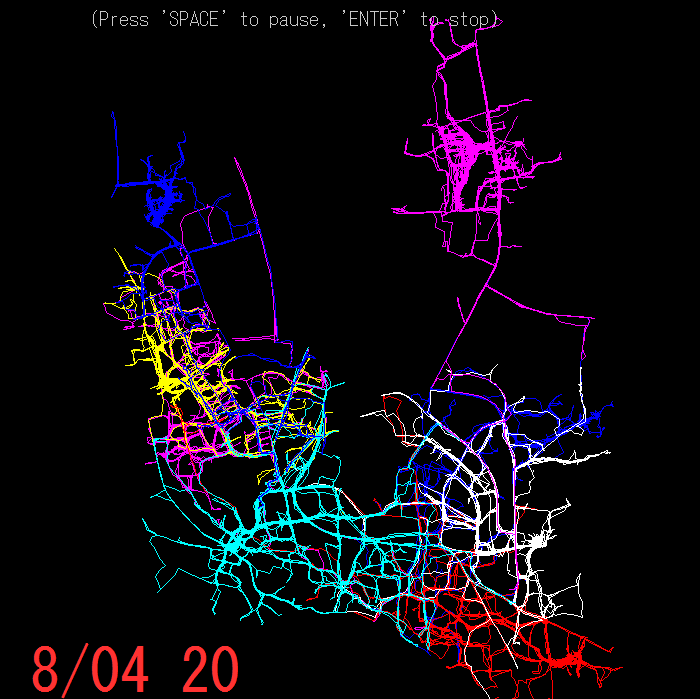 (Press 'SPACE' to pause, 'ENTER' to stop)
8/04 20